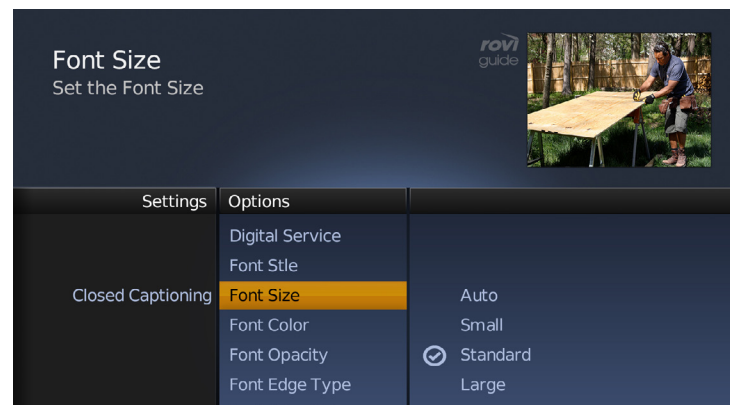 Font Size
Set the Font Size
rovi
guide
Settings
Options
Digital Service
Font Stle
Closed Captioning
Font Size
Auto
Font Color
Small
Font Opacity
Standard
Font Edge Type
Large